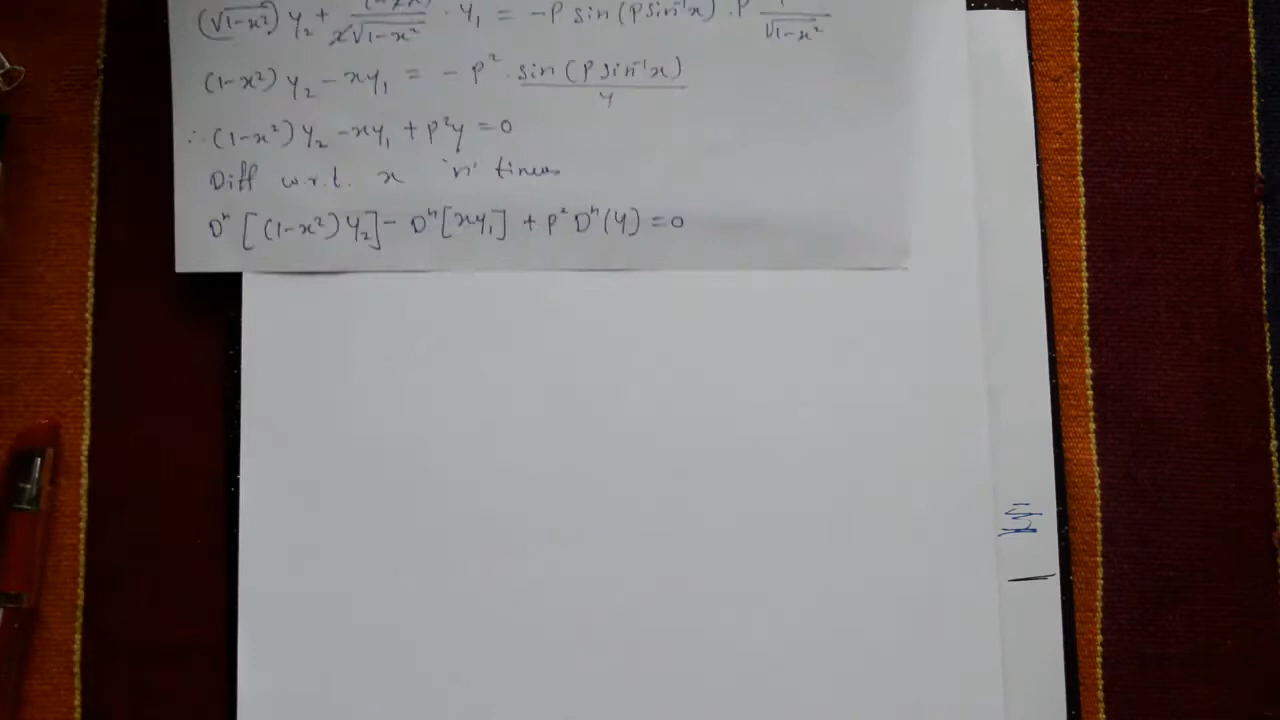 (√1-x²) y₂ + (-2x)/2√1-x² · y₁ = -P sin(P sin⁻¹x) · P 1/√1-x²
(1-x²) y₂ - xy₁ = - P² · sin (P sin⁻¹x)
y
∴ (1-x²) y₂ - xy₁ + P²y = 0
Diff w.r.t. x 'n' times
Dⁿ [(1-x²) y₂] - Dⁿ [xy₁] + P² Dⁿ (y) = 0